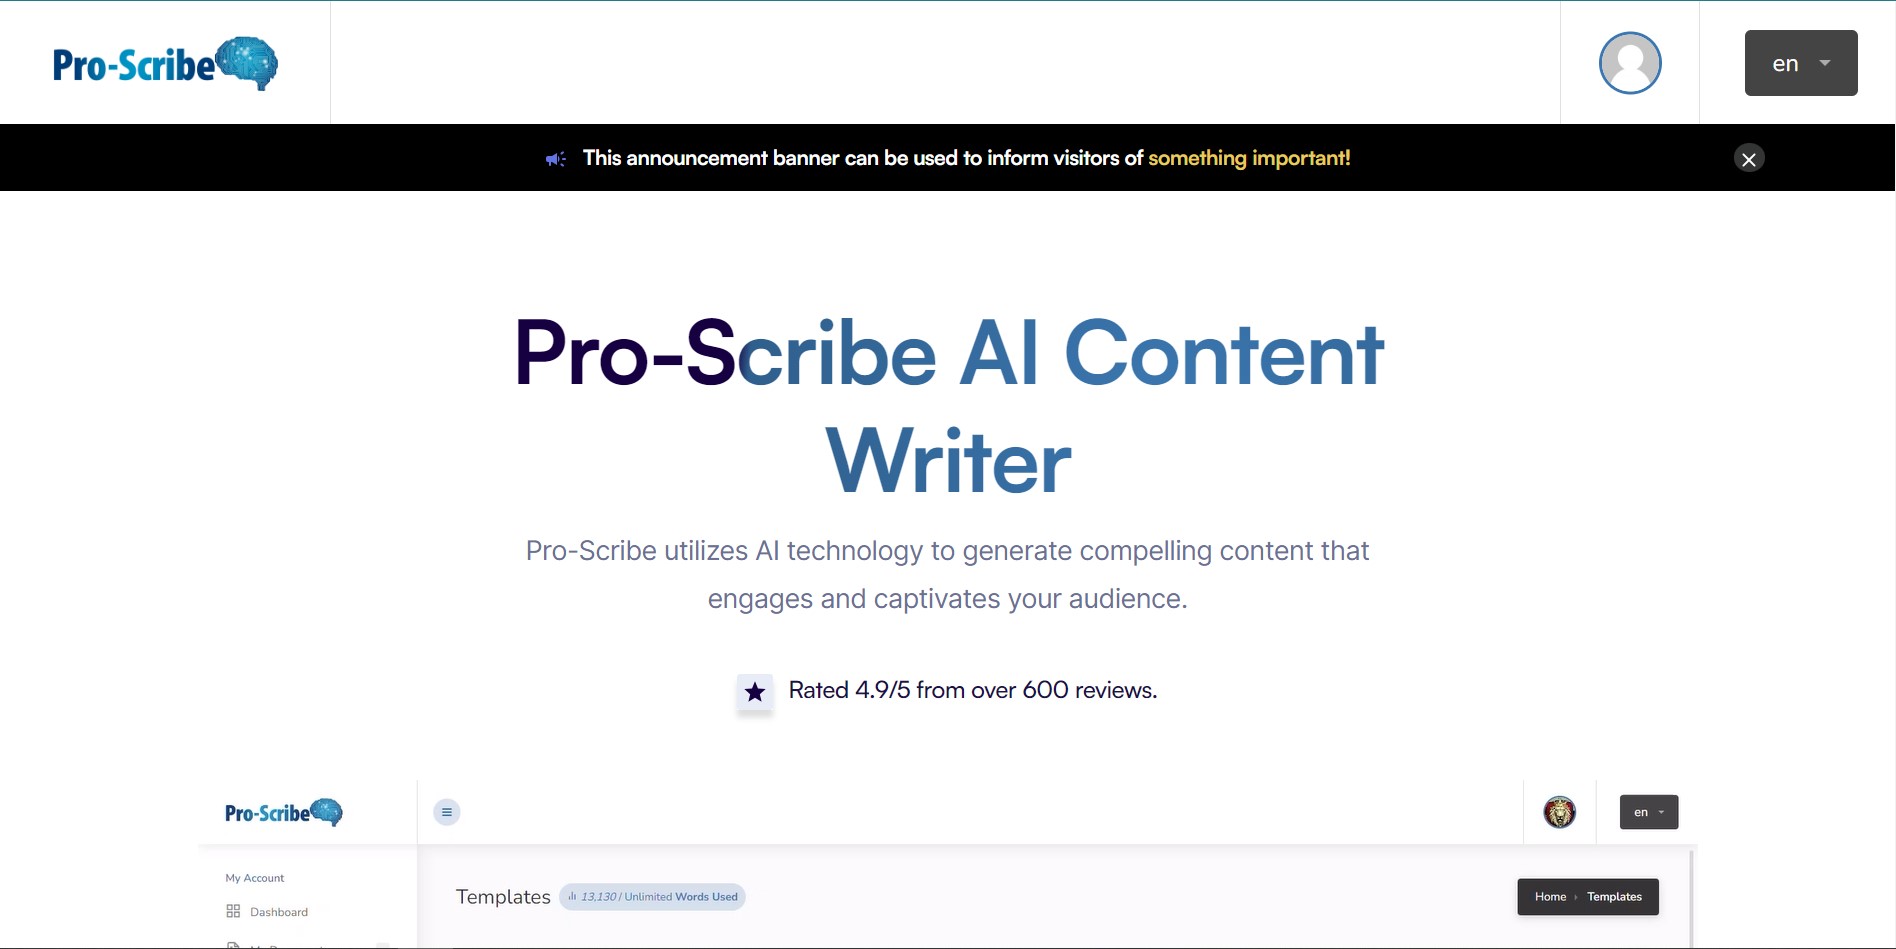 Pro-Scribe
en
This announcement banner can be used to inform visitors of something important!
Pro-Scribe AI Content
Writer
Pro-Scribe utilizes AI technology to generate compelling content that
engages and captivates your audience.
Rated 4.9/5 from over 600 reviews.
Pro-Scribe
en
My Account
Templates
13,130 / Unlimited Words Used
Home
Templates
Dashboard